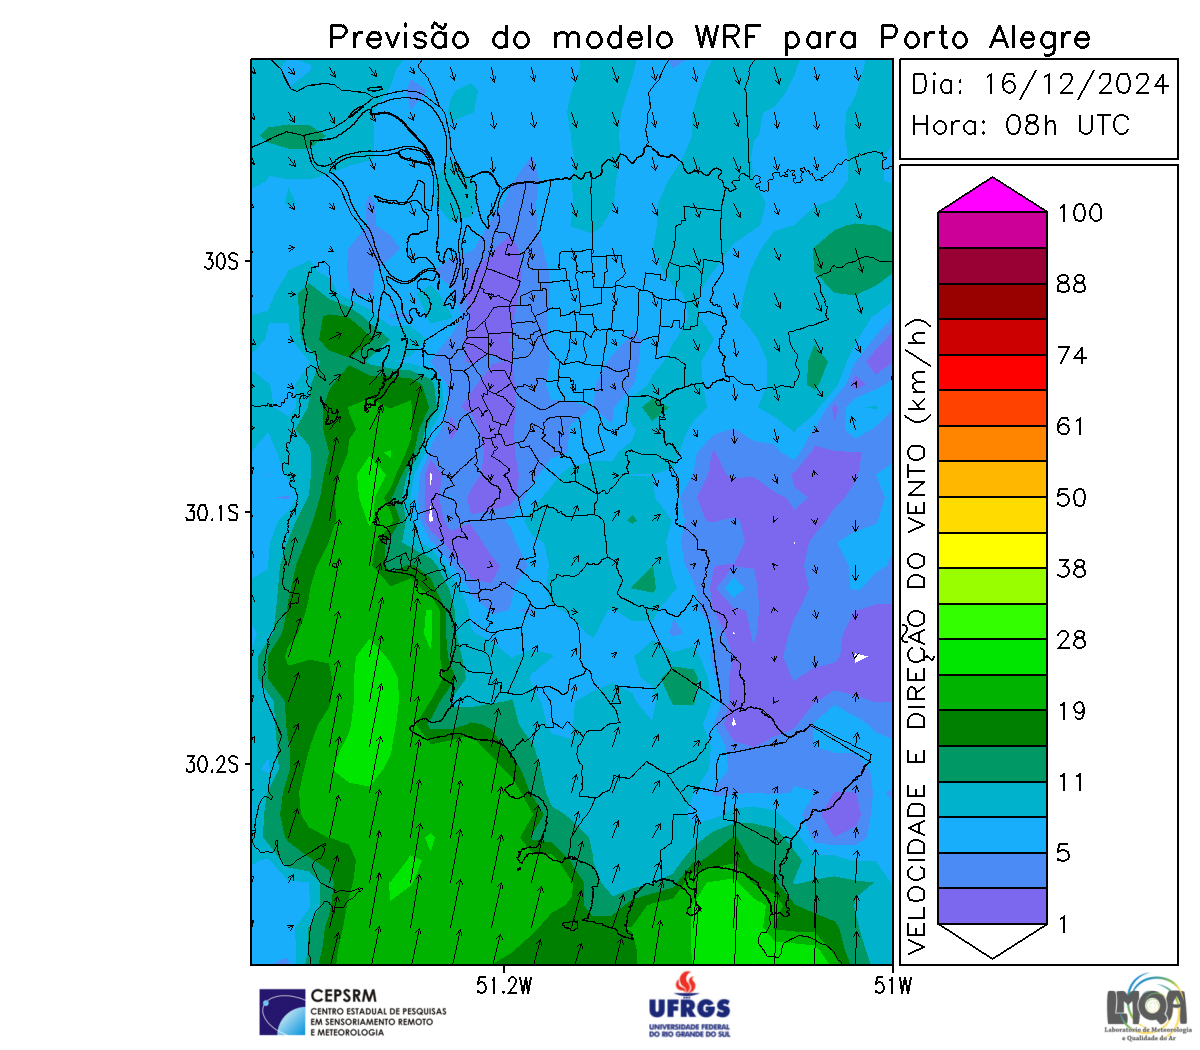 Previsão do modelo WRF para Porto Alegre
Dia: 16/12/2024
Hora: 08h UTC
30S
30.1S
30.2S
51.2W
51W
VELOCIDADE E DIREÇÃO DO VENTO (km/h)
100
88
74
61
50
38
28
19
11
5
1
CEPSRM
CENTRO ESTADUAL DE PESQUISAS
EM SENSORIAMENTO REMOTO
E METEOROLOGIA
UFRGS
UNIVERSIDADE FEDERAL
DO RIO GRANDE DO SUL
LMQA
Laboratório de Meteorologia
e Qualidade do Ar